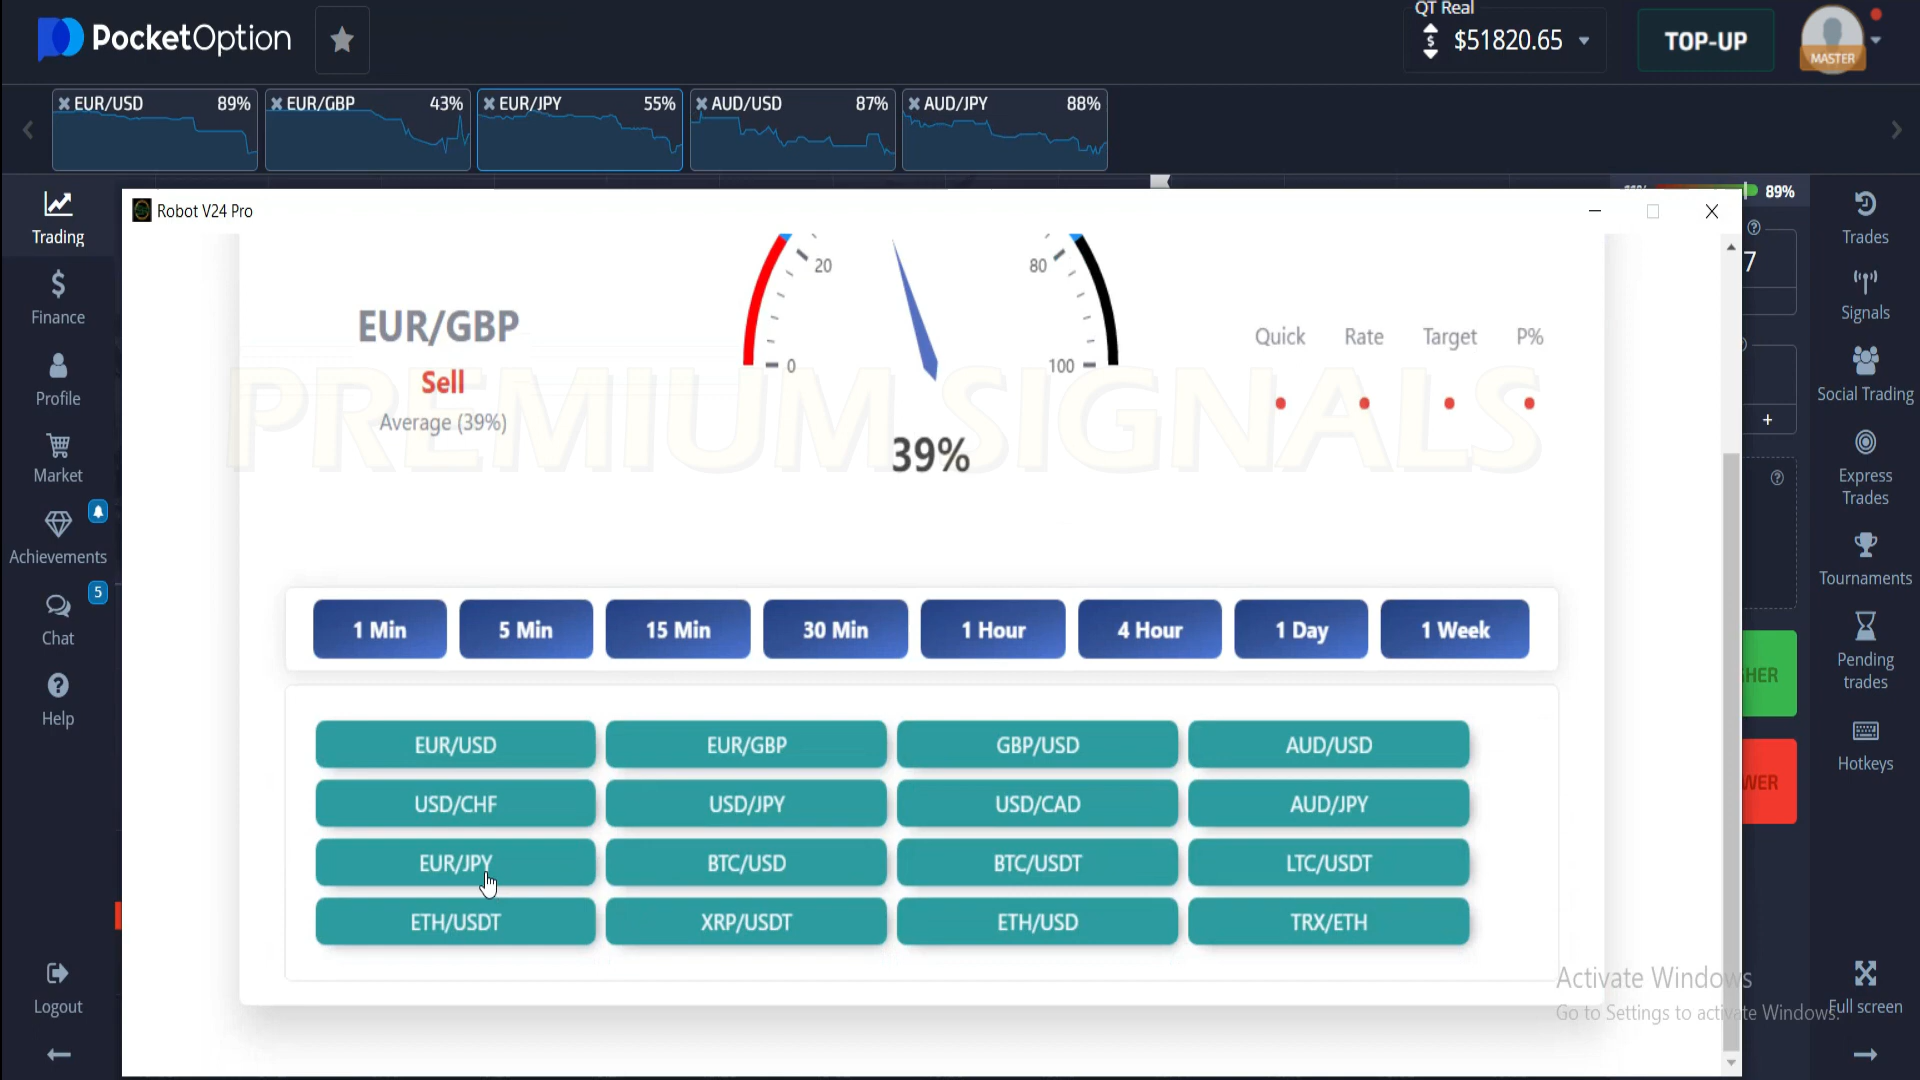 PocketOption
QT Real
$51820.65
TOP-UP
MASTER
EUR/USD 89%
EUR/GBP 43%
EUR/JPY 55%
AUD/USD 87%
AUD/JPY 88%
Trading
Finance
Profile
Market
Achievements
Chat
5
Help
Logout
Robot V24 Pro
89%
7
20
80
0
100
EUR/GBP
Sell
Average (39%)
39%
Quick Rate Target P%
PREMIUM SIGNALS
1 Min 5 Min 15 Min 30 Min 1 Hour 4 Hour 1 Day 1 Week
EUR/USD EUR/GBP GBP/USD AUD/USD
USD/CHF USD/JPY USD/CAD AUD/JPY
EUR/JPY BTC/USD BTC/USDT LTC/USDT
ETH/USDT XRP/USDT ETH/USD TRX/ETH
+
HER
WER
Trades
Signals
Social Trading
Express
Trades
Tournaments
Pending
trades
Hotkeys
Full screen
Activate Windows
Go to Settings to activate Windows.